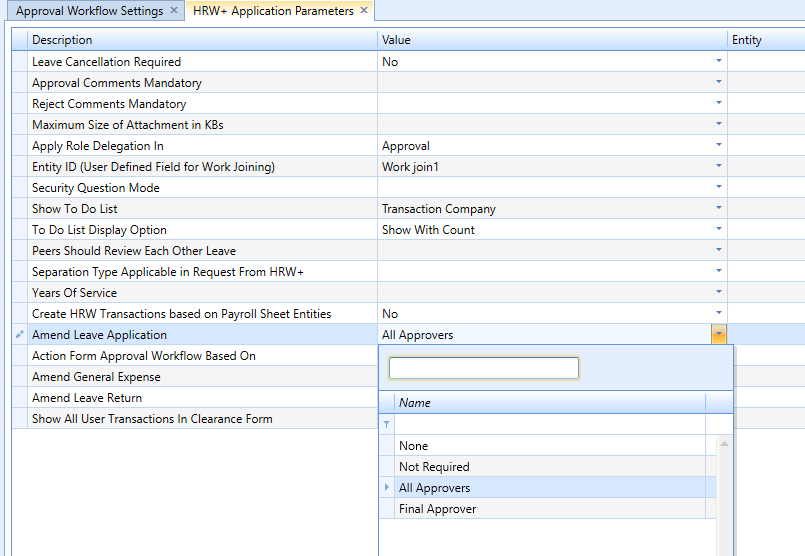 Approval Workflow Settings × HRW+ Application Parameters ×
Description Value Entity
Leave Cancellation Required No
Approval Comments Mandatory
Reject Comments Mandatory
Maximum Size of Attachment in KBs
Apply Role Delegation In Approval
Entity ID (User Defined Field for Work Joining) Work join1
Security Question Mode
Show To Do List Transaction Company
To Do List Display Option Show With Count
Peers Should Review Each Other Leave
Separation Type Applicable in Request From HRW+
Years Of Service
Create HRW Transactions based on Payroll Sheet Entities No
Amend Leave Application All Approvers
Action Form Approval Workflow Based On
Amend General Expense
Amend Leave Return
Show All User Transactions In Clearance Form
Name
None
Not Required
All Approvers
Final Approver